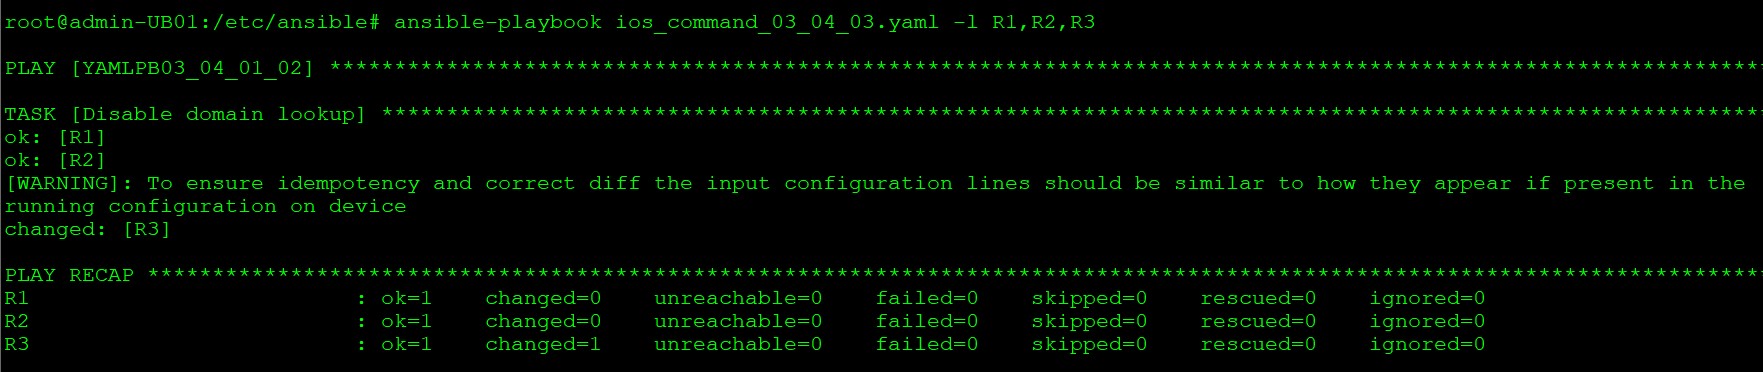 root@admin-UB01:/etc/ansible# ansible-playbook ios_command_03_04_03.yaml -l R1,R2,R3
PLAY [YAMLPB03_04_01_02] ****************************************************************************************************************
TASK [Disable domain lookup] ************************************************************************************************************
ok: [R1]
ok: [R2]
[WARNING]: To ensure idempotency and correct diff the input configuration lines should be similar to how they appear if present in the
running configuration on device
changed: [R3]
PLAY RECAP ******************************************************************************************************************************
R1 : ok=1 changed=0 unreachable=0 failed=0 skipped=0 rescued=0 ignored=0
R2 : ok=1 changed=0 unreachable=0 failed=0 skipped=0 rescued=0 ignored=0
R3 : ok=1 changed=1 unreachable=0 failed=0 skipped=0 rescued=0 ignored=0